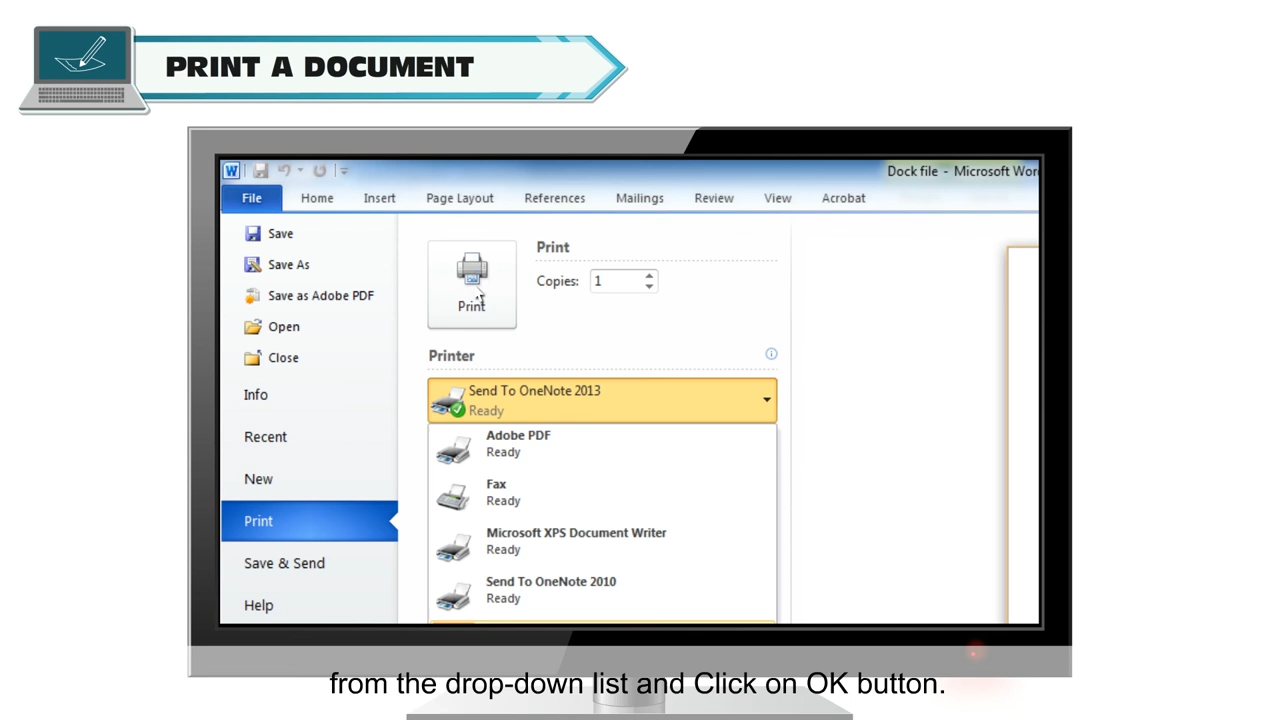 PRINT A DOCUMENT
W
Dock file - Microsoft Wor
File Home Insert Page Layout References Mailings Review View Acrobat
Save
Save As
Save as Adobe PDF
Open
Close
Info
Recent
New
Print
Save & Send
Help
Print
Print
Copies: 1
Printer
Send To OneNote 2013
Ready
Adobe PDF
Ready
Fax
Ready
Microsoft XPS Document Writer
Ready
Send To OneNote 2010
Ready
from the drop-down list and Click on OK button.